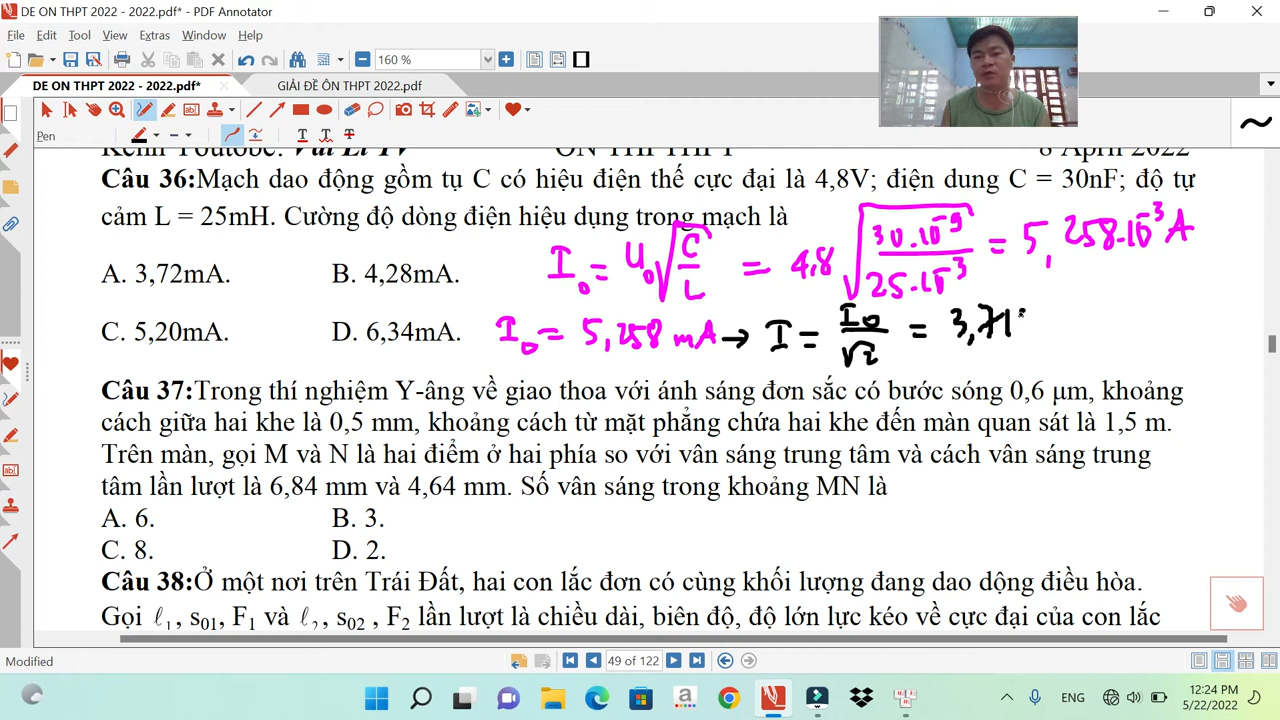 DE ON THPT 2022 - 2022.pdf* - PDF Annotator
File Edit Tool View Extras Window Help
160 %
DE ON THPT 2022 - 2022.pdf* GIẢI ĐỀ ÔN THPT 2022.pdf
Pen
Kênh Youtobe: Vui Lí TV ÔN THI THPT 8 April 2022
Câu 36:Mạch dao động gồm tụ C có hiệu điện thế cực đại là 4,8V; điện dung C = 30nF; độ tự
cảm L = 25mH. Cường độ dòng điện hiệu dụng trong mạch là
I₀ = U₀√(C/L) = 4,8 √(30.10⁻⁹/25.10⁻³) = 5,258.10⁻³ A
A. 3,72mA. B. 4,28mA.
C. 5,20mA. D. 6,34mA.
I₀ = 5,258 mA → I = I₀/√2 = 3,71
Câu 37:Trong thí nghiệm Y-âng về giao thoa với ánh sáng đơn sắc có bước sóng 0,6 μm, khoảng
cách giữa hai khe là 0,5 mm, khoảng cách từ mặt phẳng chứa hai khe đến màn quan sát là 1,5 m.
Trên màn, gọi M và N là hai điểm ở hai phía so với vân sáng trung tâm và cách vân sáng trung
tâm lần lượt là 6,84 mm và 4,64 mm. Số vân sáng trong khoảng MN là
A. 6. B. 3.
C. 8. D. 2.
Câu 38:Ở một nơi trên Trái Đất, hai con lắc đơn có cùng khối lượng đang dao dộng điều hòa.
Gọi ℓ₁, s₀₁, F₁ và ℓ₂, s₀₂ , F₂ lần lượt là chiều dài, biên độ, độ lớn lực kéo về cực đại của con lắc
49 of 122
Modified
ENG
12:24 PM
5/22/2022